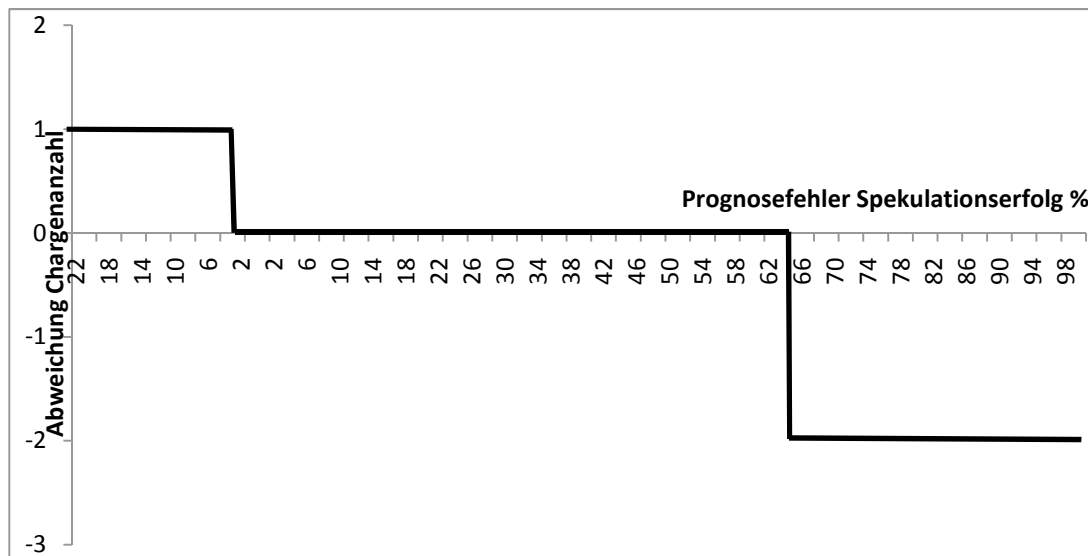 2
1
0
-1
-2
-3
Abweichung Chargenanzahl
Prognosefehler Spekulationserfolg %
22 18 14 10 6 2 2 6 10 14 18 22 26 30 34 38 42 46 50 54 58 62 66 70 74 78 82 86 90 94 98